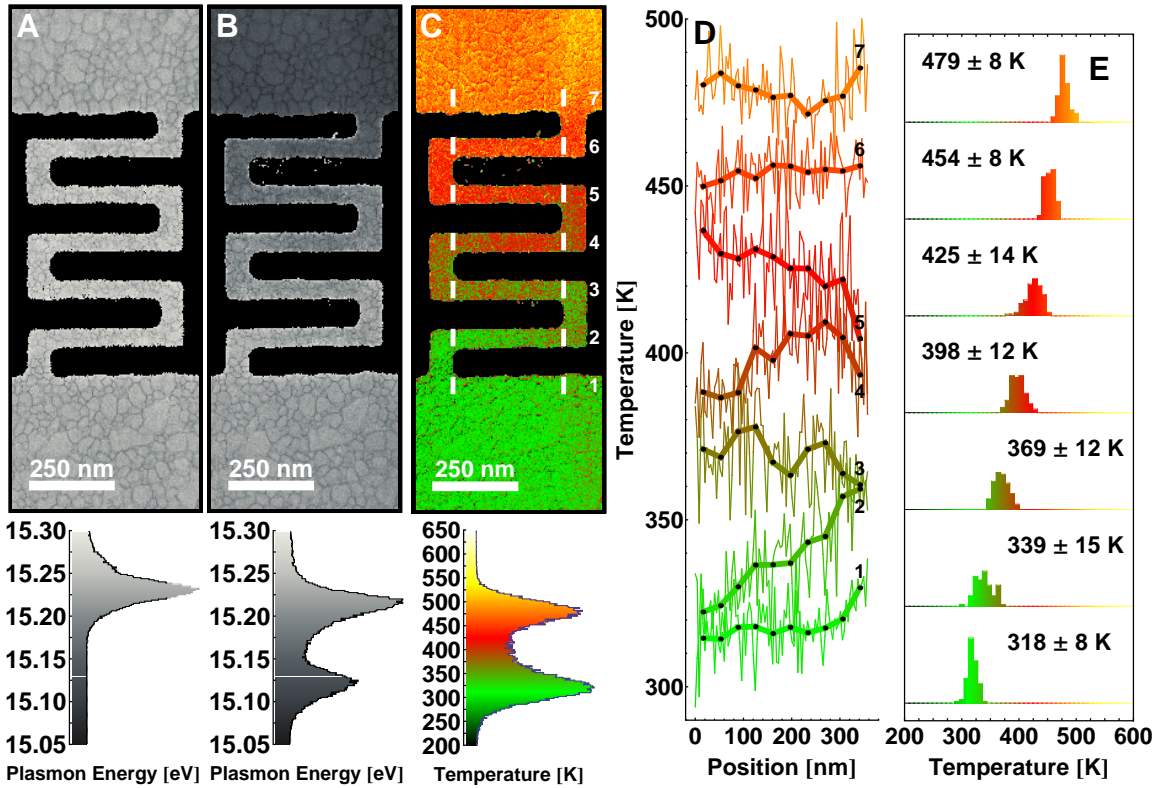 A
B
C
7
6
5
4
3
2
1
250 nm
250 nm
250 nm
15.30
15.25
15.20
15.15
15.10
15.05
Plasmon Energy [eV]
15.30
15.25
15.20
15.15
15.10
15.05
Plasmon Energy [eV]
650
600
550
500
450
400
350
300
250
200
Temperature [K]
D
500
450
400
350
300
Temperature [K]
7
6
5
4
3
2
1
0
100
200
300
Position [nm]
E
479 ± 8 K
454 ± 8 K
425 ± 14 K
398 ± 12 K
369 ± 12 K
339 ± 15 K
318 ± 8 K
200 300 400 500 600
Temperature [K]